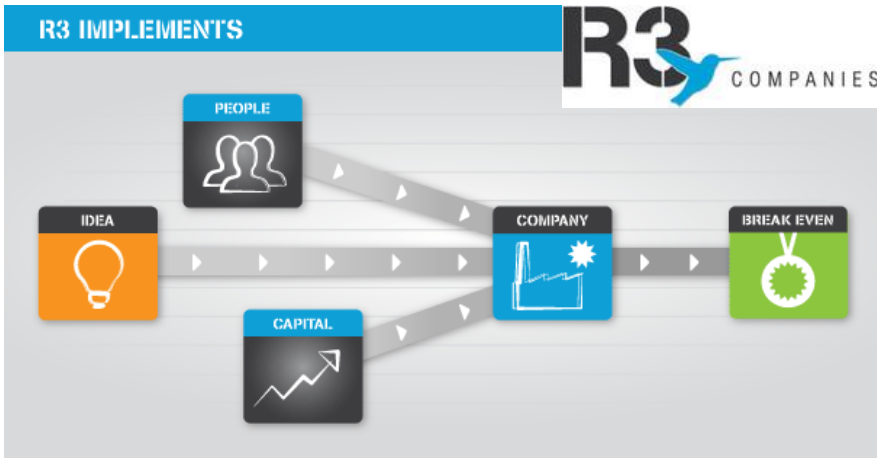 R3 IMPLEMENTS
R3
COMPANIES
PEOPLE
IDEA
COMPANY
BREAK EVEN
CAPITAL